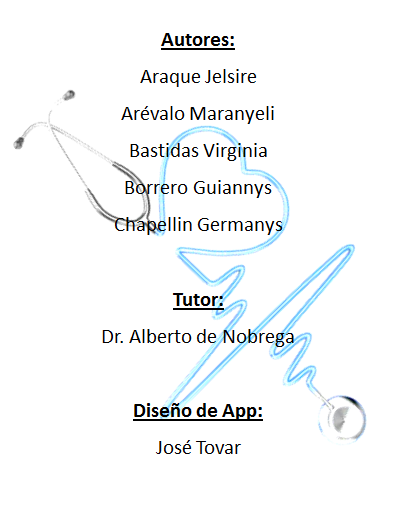 Autores:
Araque Jelsire
Arévalo Maranyeli
Bastidas Virginia
Borrero Guiannys
Chapellin Germanys
Tutor:
Dr. Alberto de Nobrega
Diseño de App:
José Tovar